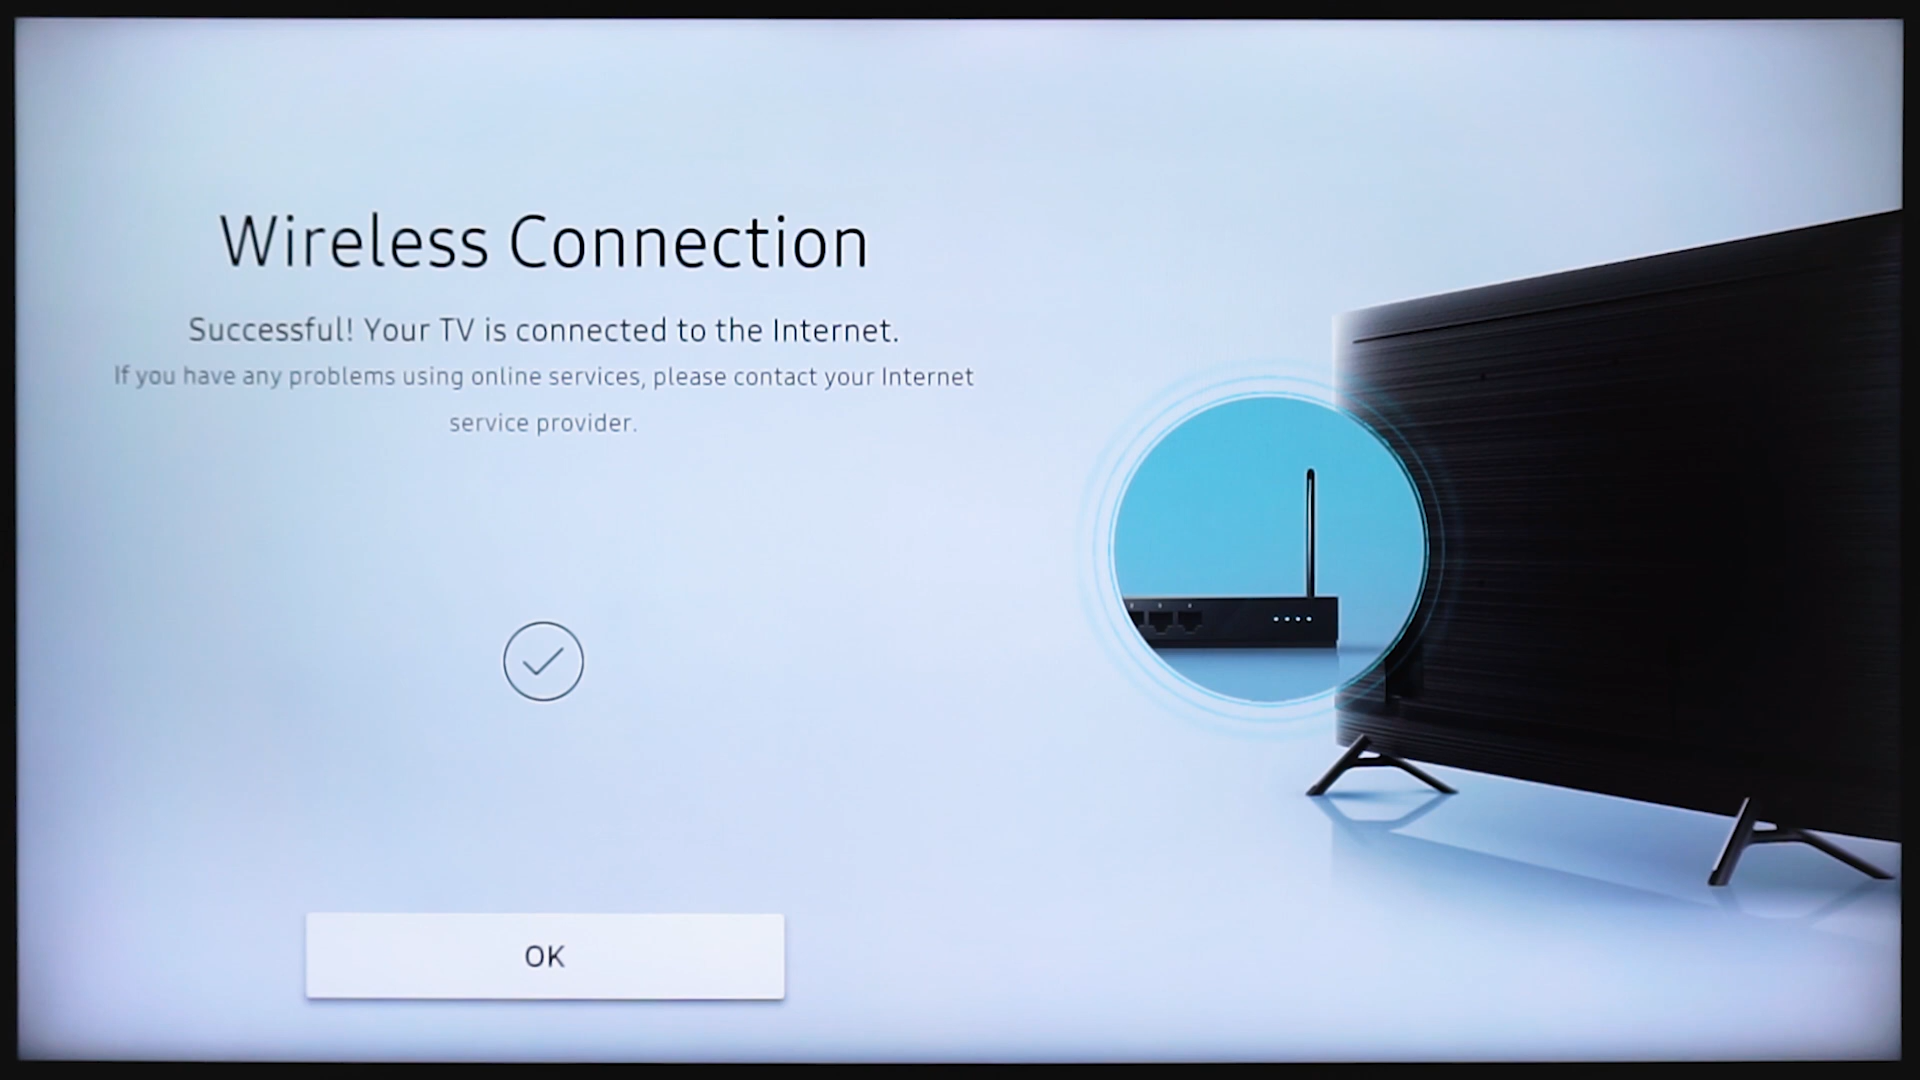 Wireless Connection
Successful! Your TV is connected to the Internet.
If you have any problems using online services, please contact your Internet
service provider.
OK